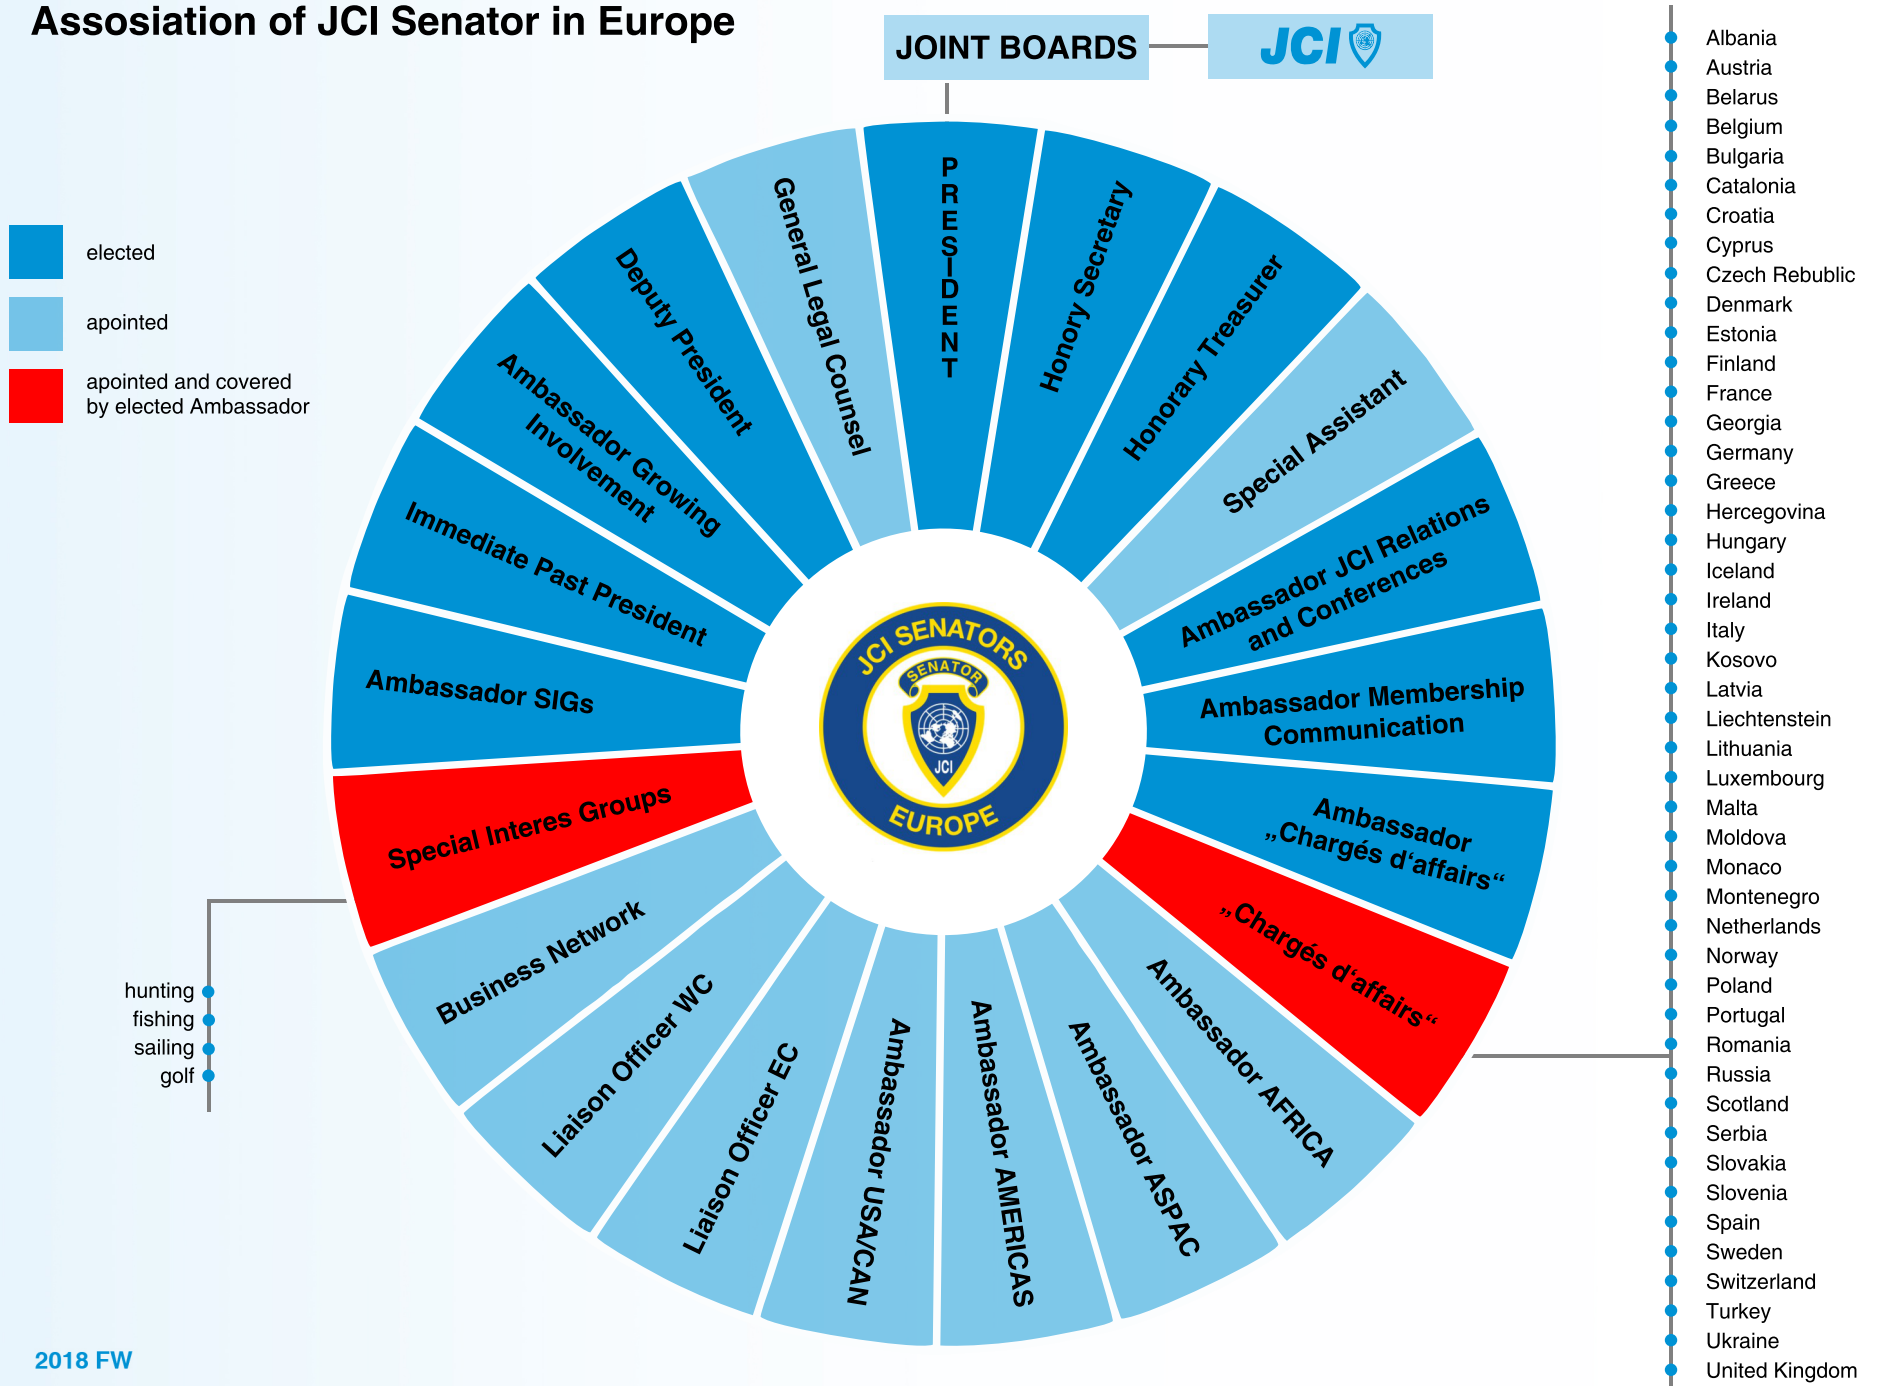 Assosiation of JCI Senator in Europe
JOINT BOARDS
JCI
elected
apointed
apointed and covered
by elected Ambassador
PRESIDENT
Honory Secretary
Honorary Treasurer
Special Assistant
Ambassador JCI Relations
and Conferences
Ambassador Membership
Communication
Ambassador
„Chargés d‘affairs“
„Chargés d‘affairs“
Ambassador AFRICA
Ambassador ASPAC
Ambassador AMERICAS
Ambassador USA/CAN
Liaison Officer EC
Liaison Officer WC
Business Network
Special Interes Groups
Ambassador SIGs
Immediate Past President
Ambassador Growing
Involvement
Deputy President
General Legal Counsel
JCI SENATORS
SENATOR
JCI
EUROPE
hunting
fishing
sailing
golf
Albania
Austria
Belarus
Belgium
Bulgaria
Catalonia
Croatia
Cyprus
Czech Rebublic
Denmark
Estonia
Finland
France
Georgia
Germany
Greece
Hercegovina
Hungary
Iceland
Ireland
Italy
Kosovo
Latvia
Liechtenstein
Lithuania
Luxembourg
Malta
Moldova
Monaco
Montenegro
Netherlands
Norway
Poland
Portugal
Romania
Russia
Scotland
Serbia
Slovakia
Slovenia
Spain
Sweden
Switzerland
Turkey
Ukraine
United Kingdom
2018 FW